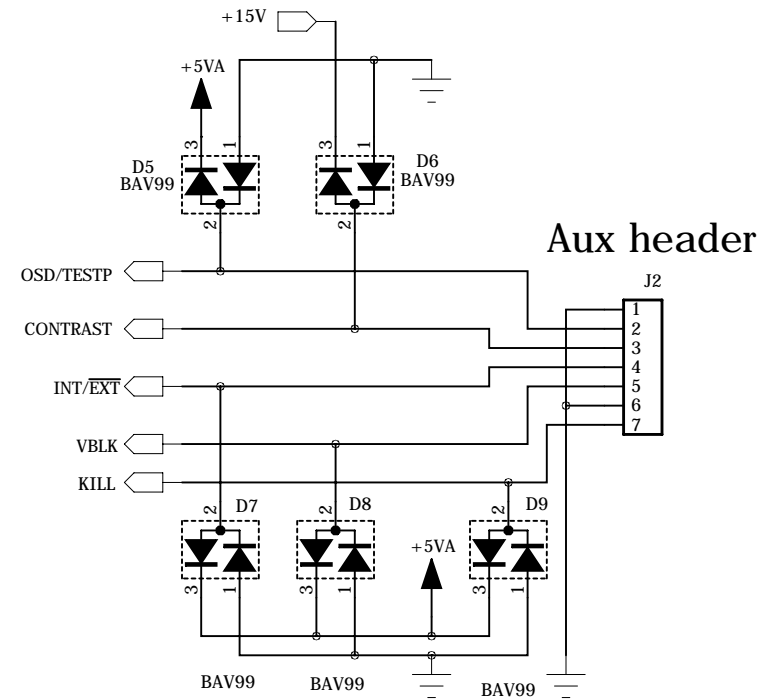 +15V
+5VA
3 1 3 1
D5
BAV99
D6
BAV99
2 2
Aux header
OSD/TESTP
J2
1
CONTRAST
2
3
INT/EXT
4
5
VBLK
6
7
KILL
2 D7
2 D8
2 D9
+5VA
3 1 3 1 3 1
BAV99 BAV99 BAV99